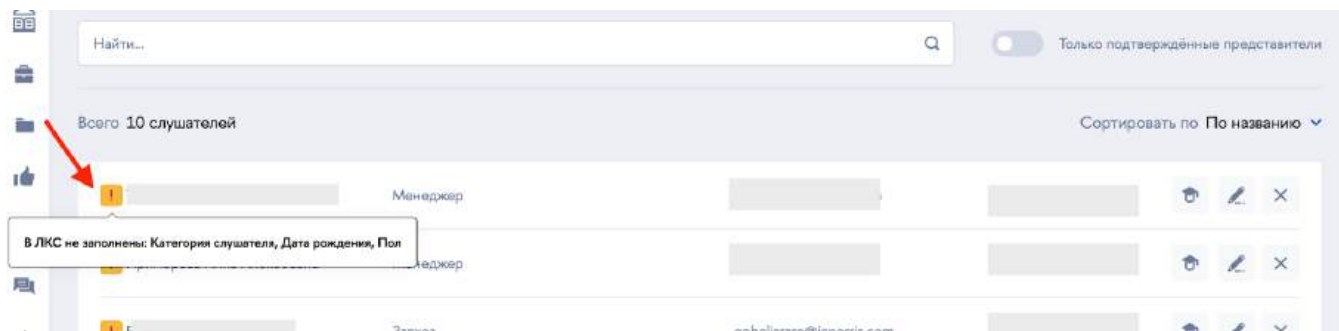 Найти...
Только подтверждённые представители
Всего 10 слушателей
Сортировать по По названию
! Менеджер
В ЛКС не заполнены: Категория слушателя, Дата рождения, Пол